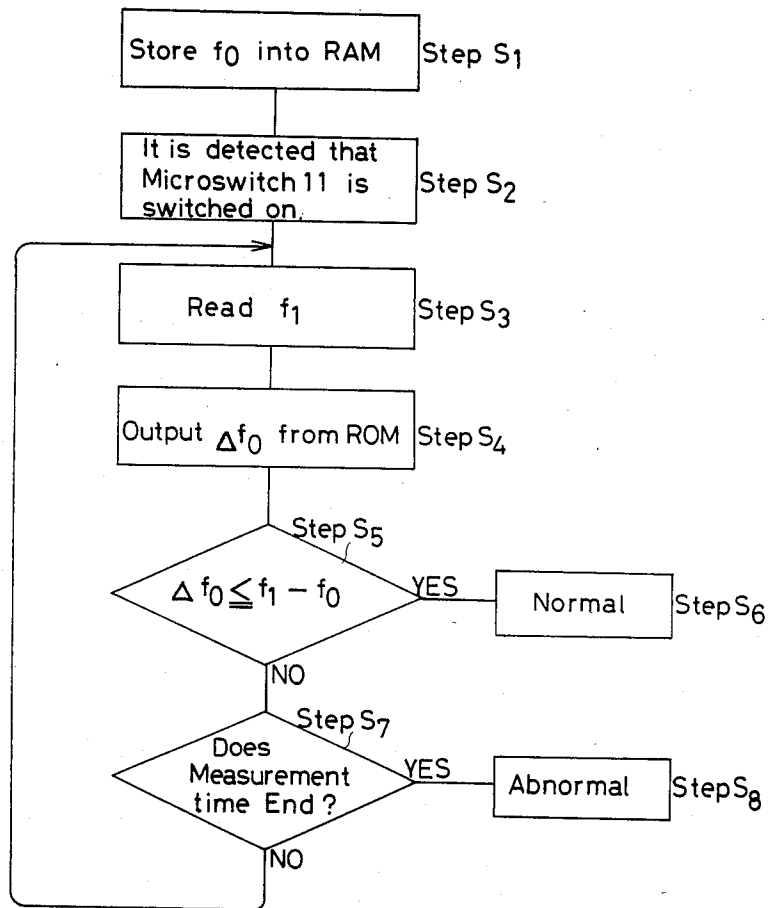 Store f0 into RAM Step S1
It is detected that
Microswitch 11 is
switched on.
Step S2
Read f1 Step S3
Output Δf0 from ROM Step S4
Step S5
Δf0 ≦ f1 − f0
YES
Normal Step S6
NO
Step S7
Does
Measurement
time End ?
YES
Abnormal Step S8
NO